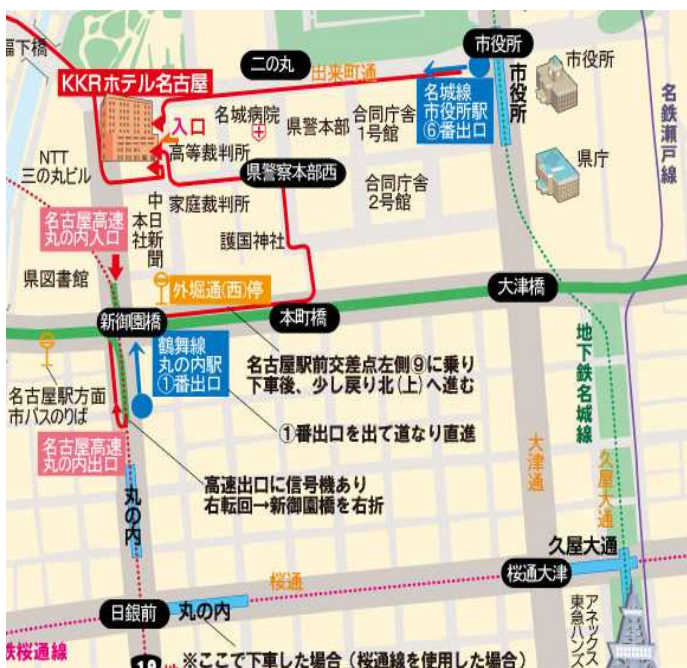 福下橋
KKRホテル名古屋
二の丸
出来町通
市役所
市役所
市役所
名城線
市役所駅
⑥番出口
入口
名城病院
県警本部
合同庁舎
1号館
県庁
名鉄瀬戸線
NTT
三の丸ビル
高等裁判所
県警察本部西
合同庁舎
2号館
家庭裁判所
中日新聞
本社
名古屋高速
丸の内入口
護国神社
県図書館
外堀通(西)停
大津橋
新御園橋
本町橋
鶴舞線
丸の内駅
①番出口
名古屋駅前交差点左側⑨に乗り
下車後、少し戻り北(上)へ進む
地下鉄名城線
名古屋駅方面
市バスのりば
①番出口を出て道なり直進
名古屋高速
丸の内出口
大津通
久屋大通
高速出口に信号機あり
右転回→新御園橋を右折
丸の内
久屋大通
桜通
桜通大津
日銀前
丸の内
アネックス
東急ハンズ
鉄桜通線
19
※ここで下車した場合(桜通線を使用した場合)